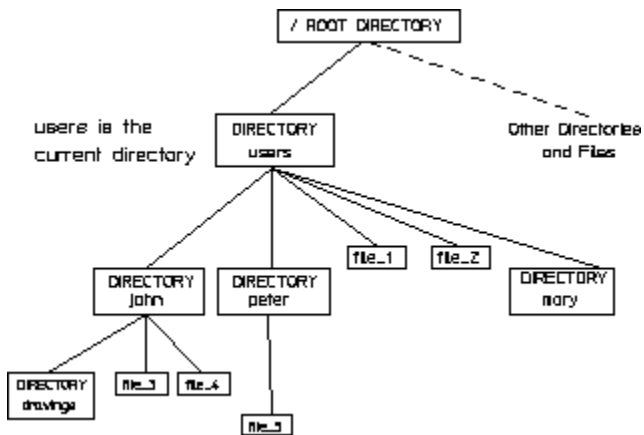 / ROOT DIRECTORY
users is the
current directory
DIRECTORY
users
Other Directories
and Files
file_1
file_2
DIRECTORY
john
DIRECTORY
peter
DIRECTORY
mary
DIRECTORY
drawings
file_3
file_4
file_5